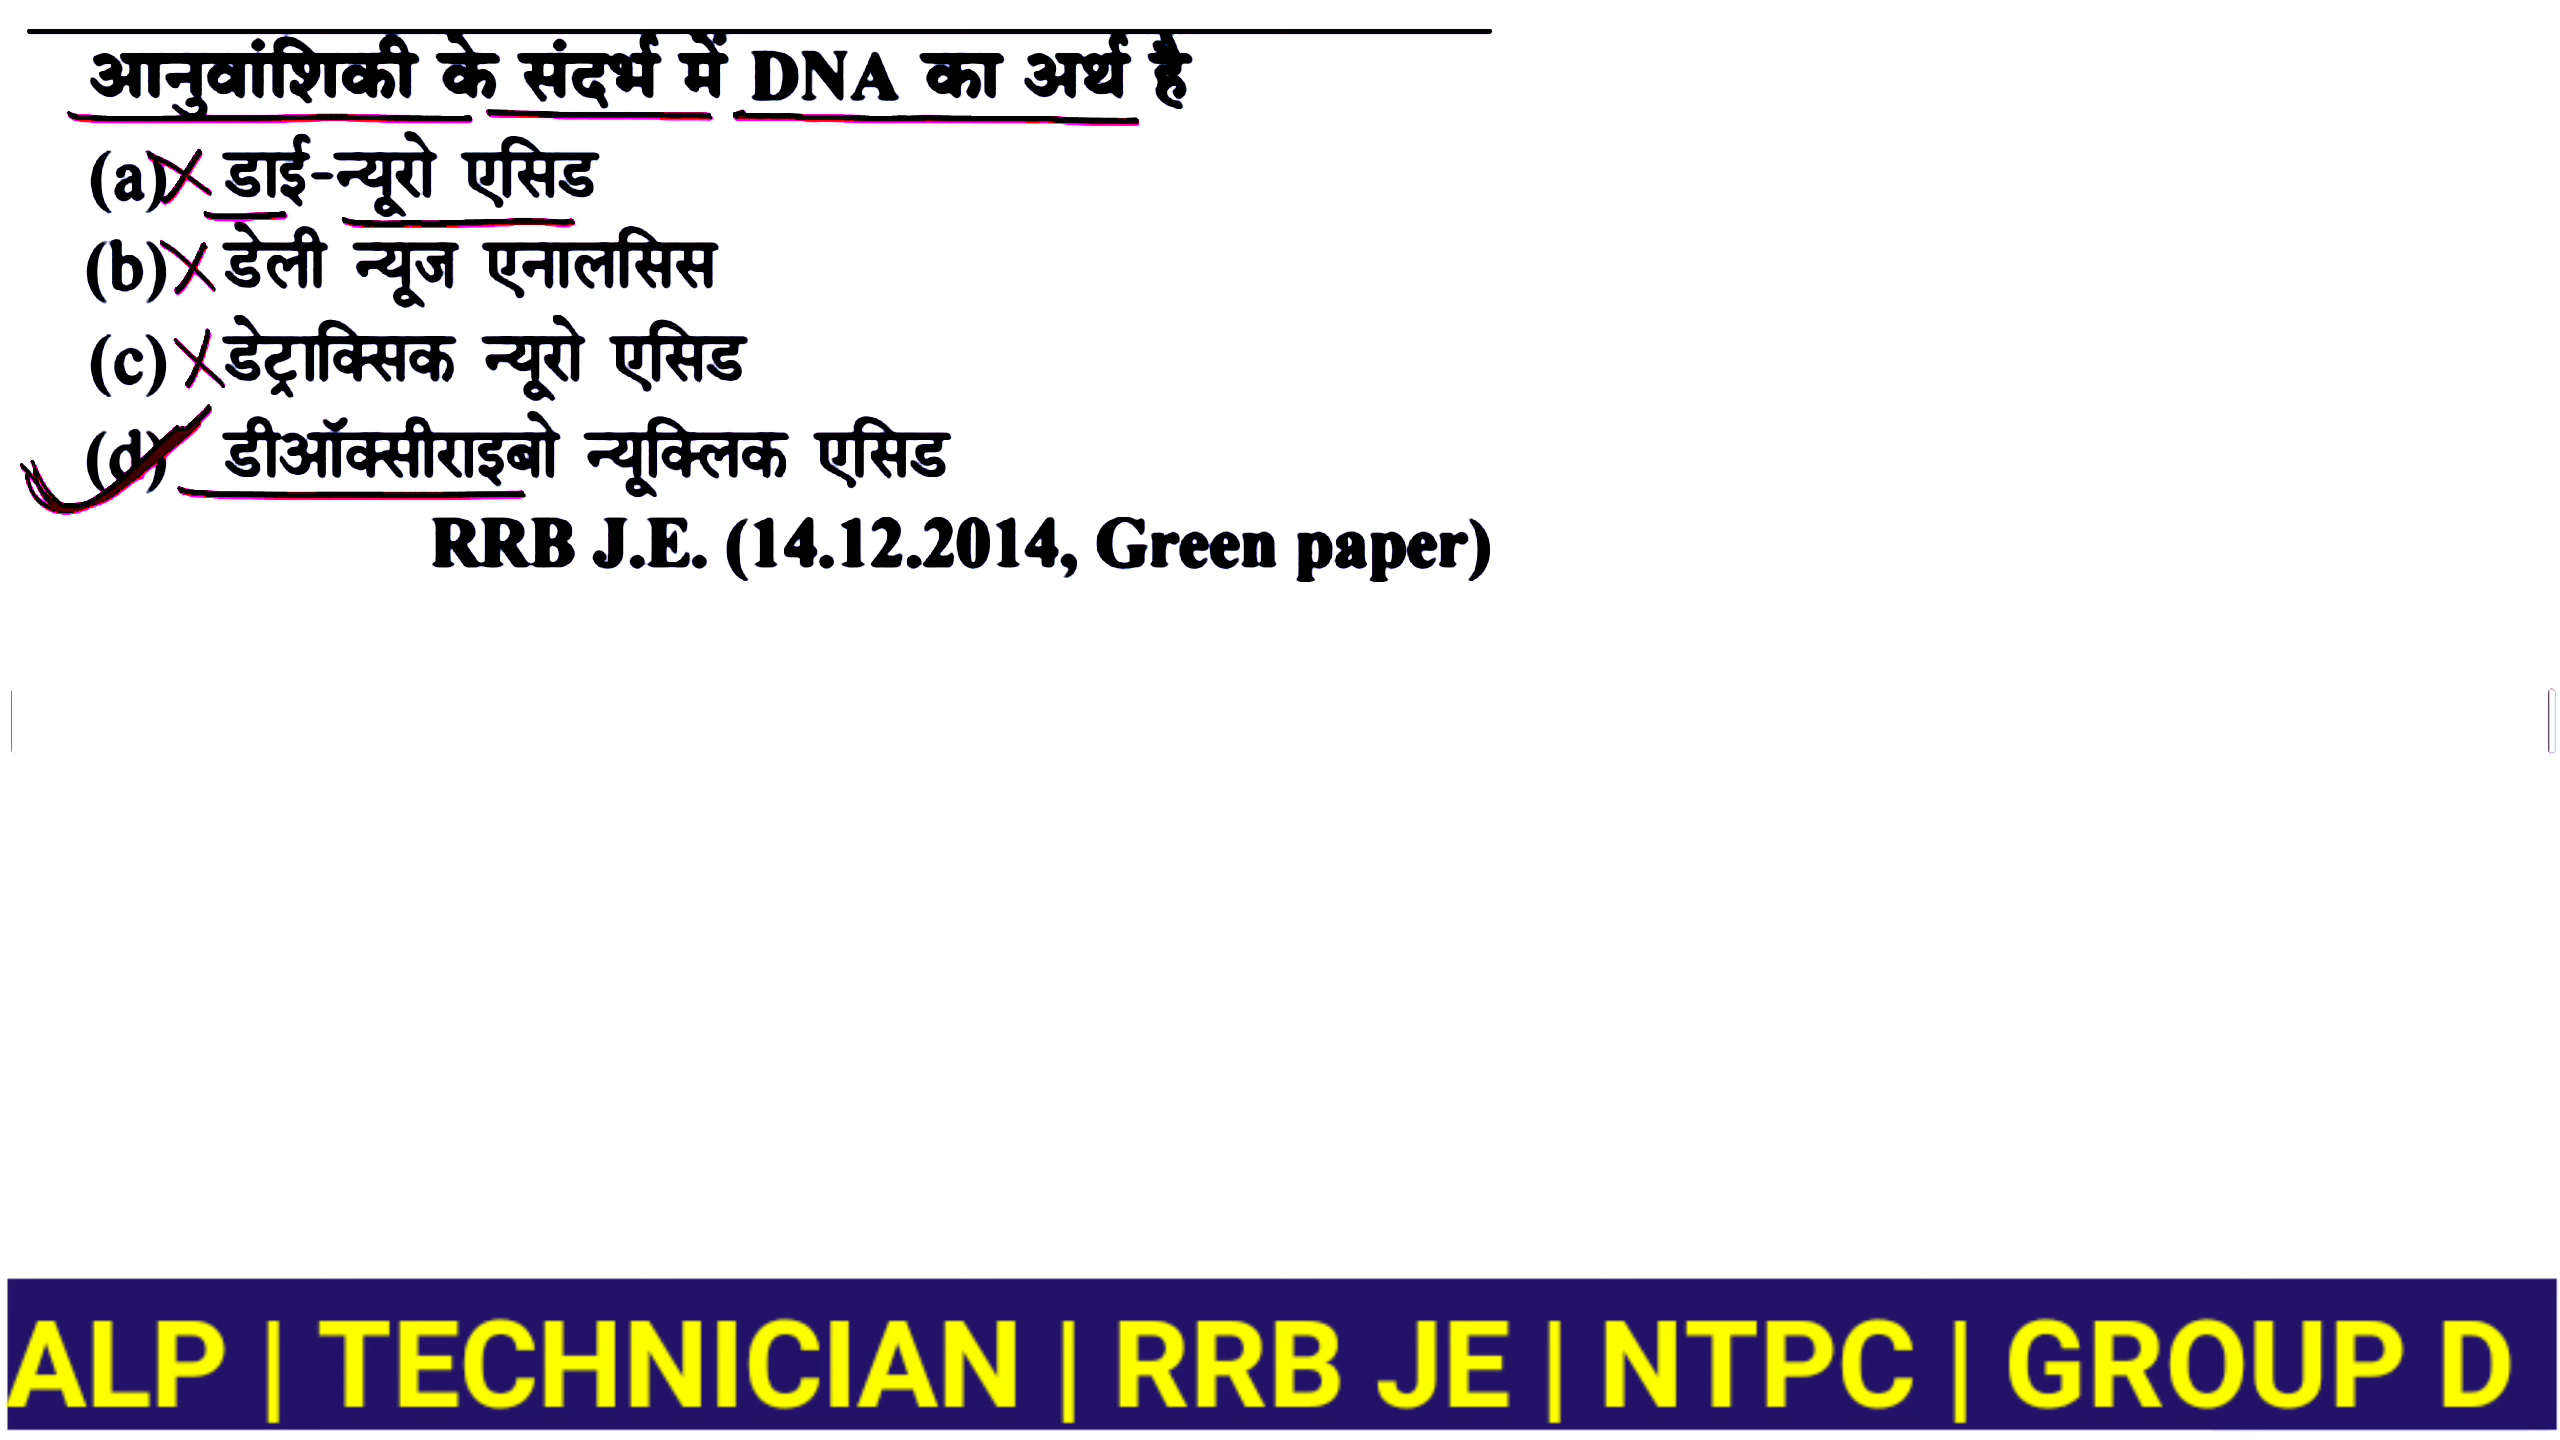 आनुवांशिकी के संदर्भ में DNA का अर्थ है
(a) डाई-न्यूरो एसिड
(b) डेली न्यूज एनालसिस
(c) डेट्राक्सिक न्यूरो एसिड
(d) डीऑक्सीराइबो न्यूक्लिक एसिड
RRB J.E. (14.12.2014, Green paper)
ALP | TECHNICIAN | RRB JE | NTPC | GROUP D